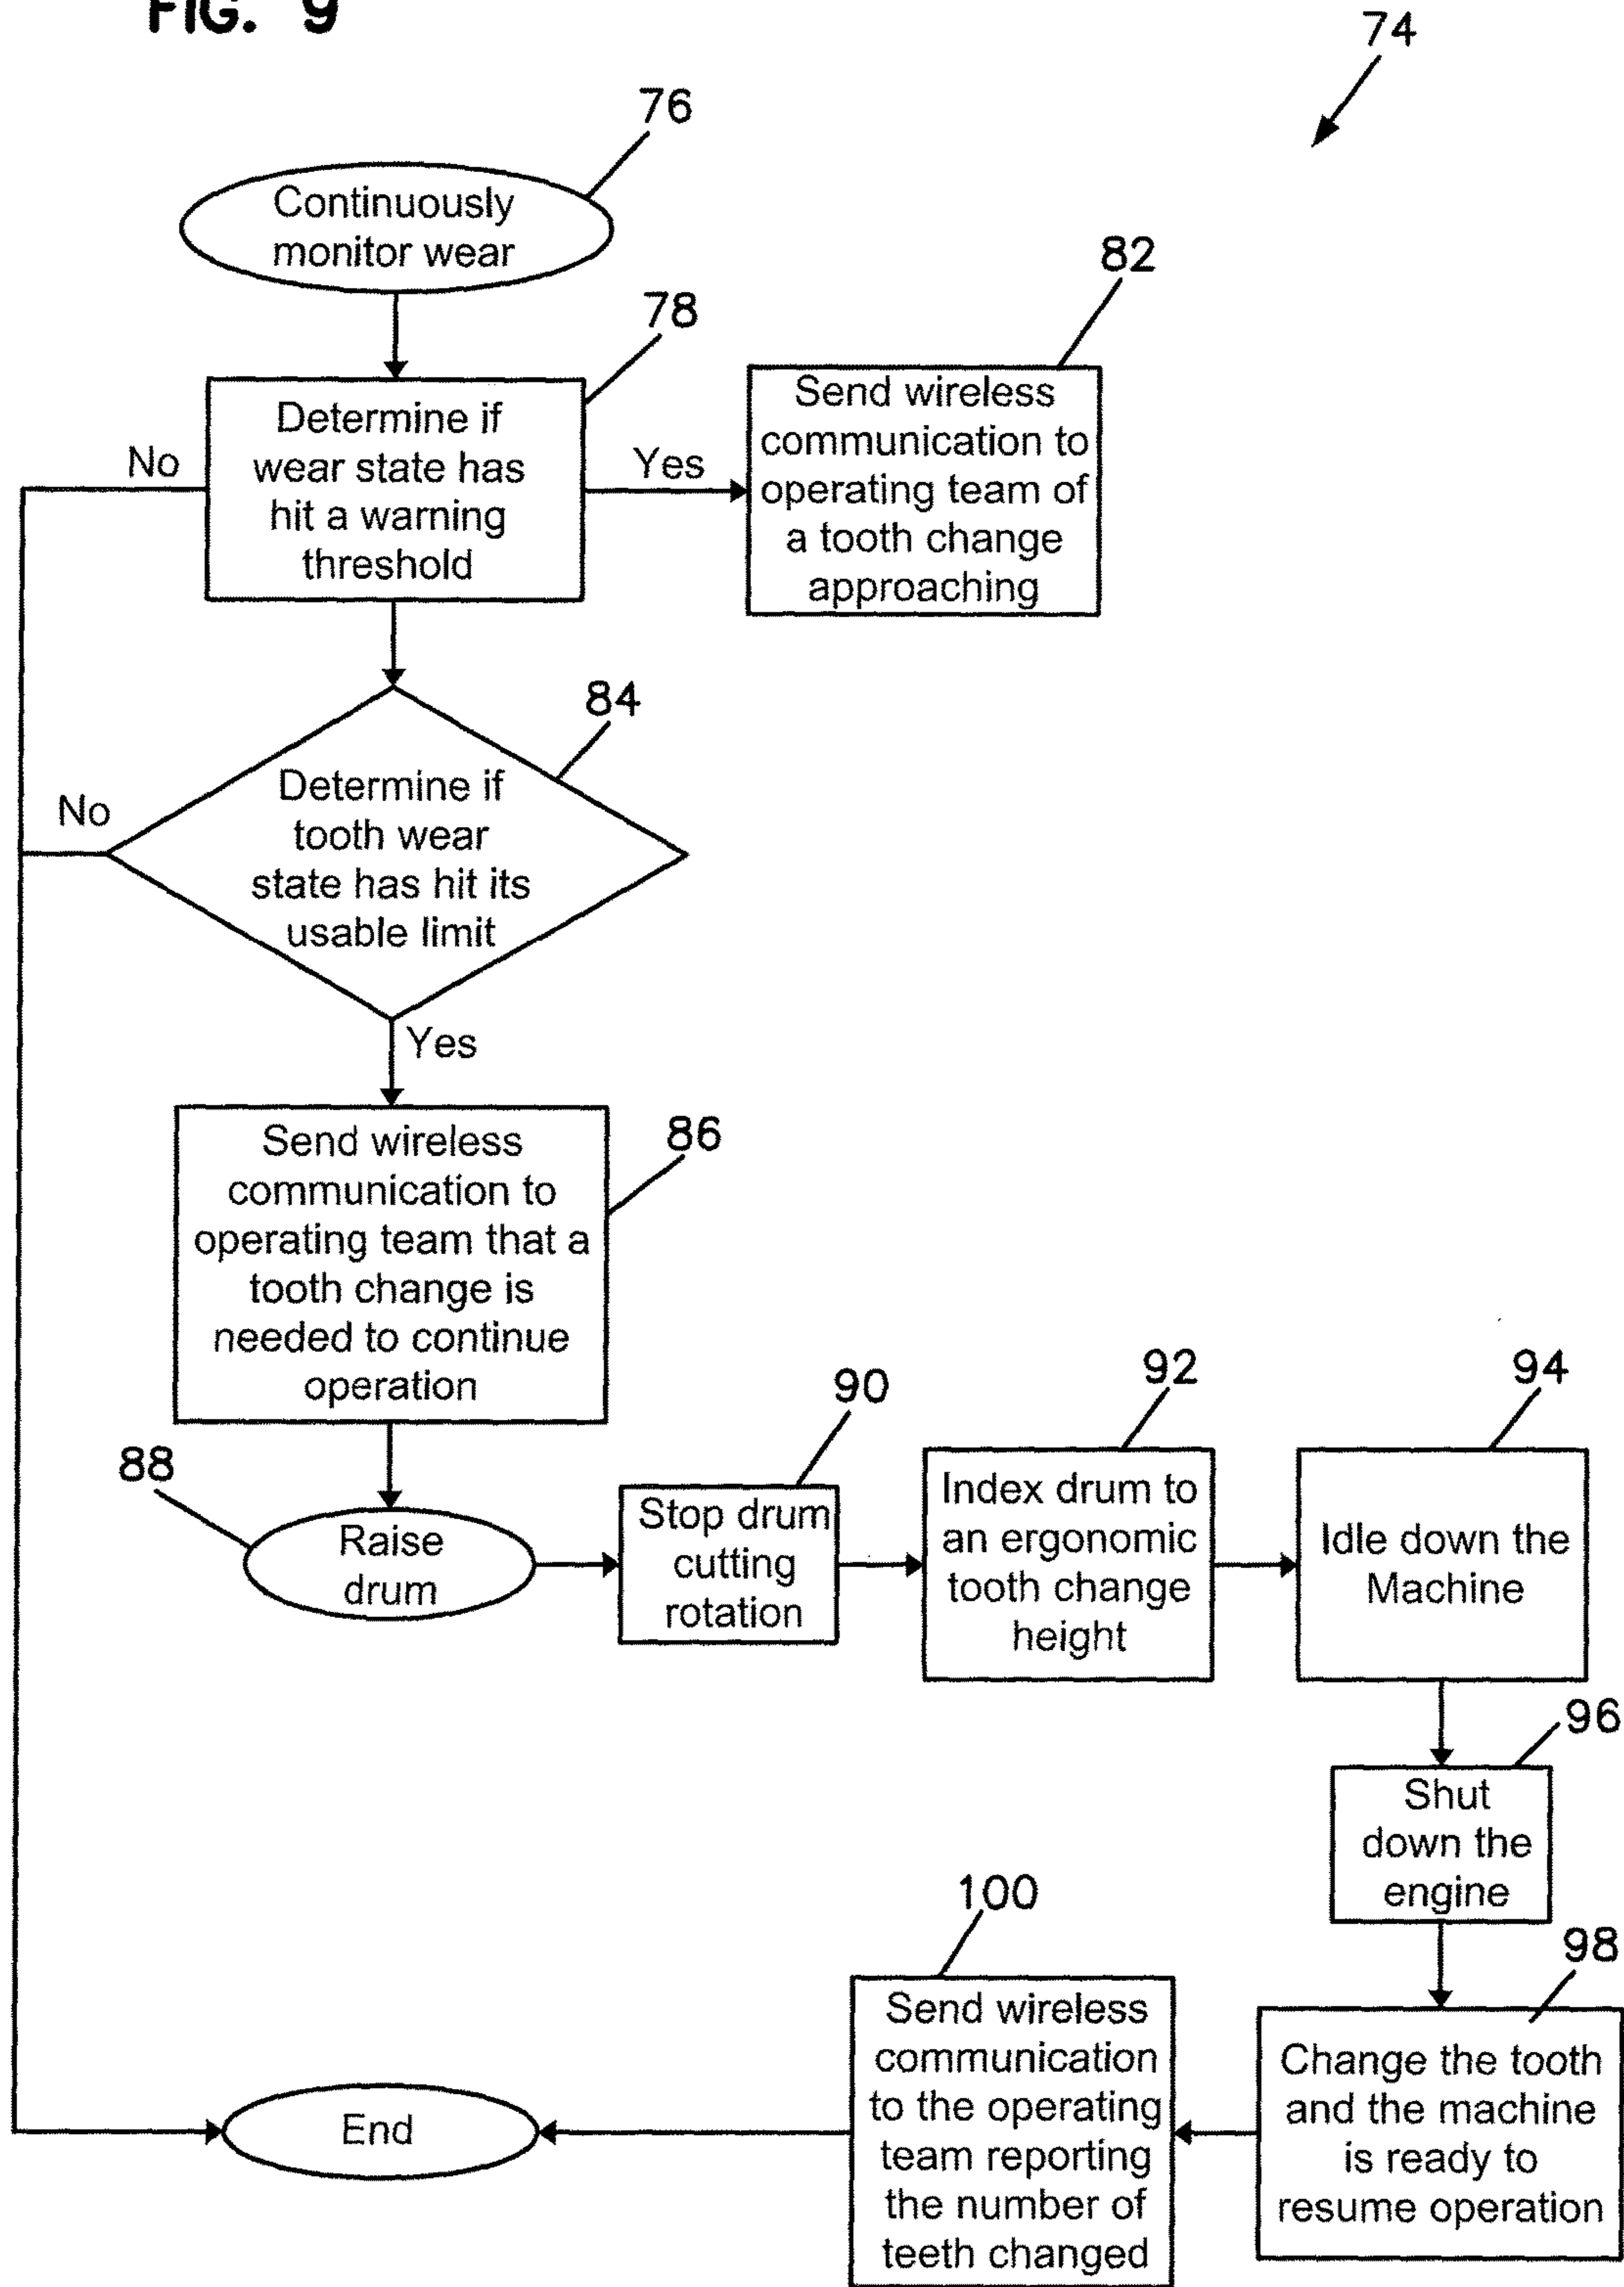 FIG. 9
74
76
Continuously
monitor wear
78
Determine if
wear state has
hit a warning
threshold
No
Yes
82
Send wireless
communication to
operating team of
a tooth change
approaching
84
Determine if
tooth wear
state has hit its
usable limit
No
Yes
86
Send wireless
communication to
operating team that a
tooth change is
needed to continue
operation
88
Raise
drum
90
Stop drum
cutting
rotation
92
Index drum to
an ergonomic
tooth change
height
94
Idle down the
Machine
96
Shut
down the
engine
98
Change the tooth
and the machine
is ready to
resume operation
100
Send wireless
communication
to the operating
team reporting
the number of
teeth changed
End